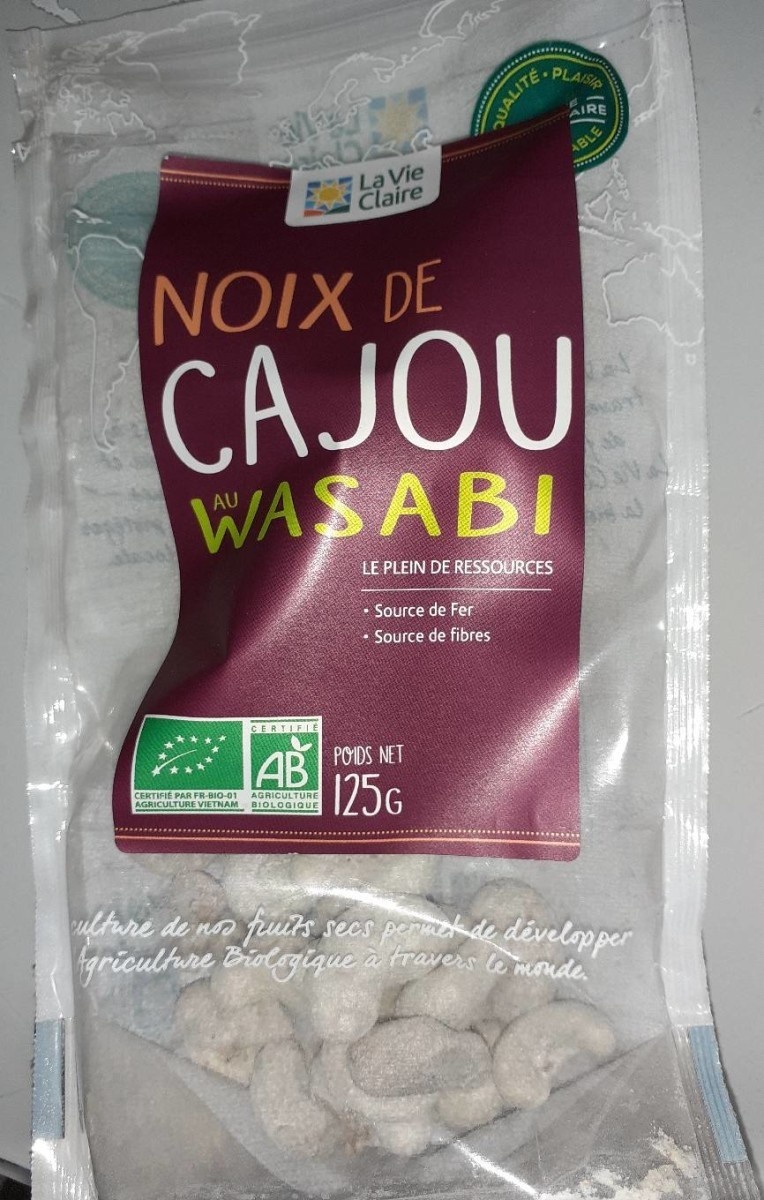 QUALITÉ • PLAISIR
AIRE
ABLE
La Vie
Claire
NOIX DE
CAJOU
AU WASABI
LE PLEIN DE RESSOURCES
• Source de Fer
• Source de fibres
CERTIFIÉ
AB
CERTIFIÉ PAR FR-BIO-01
AGRICULTURE VIETNAM
AGRICULTURE
BIOLOGIQUE
POIDS NET
125G
culture de nos fruits secs permet de développer
Agriculture Biologique à travers le monde.